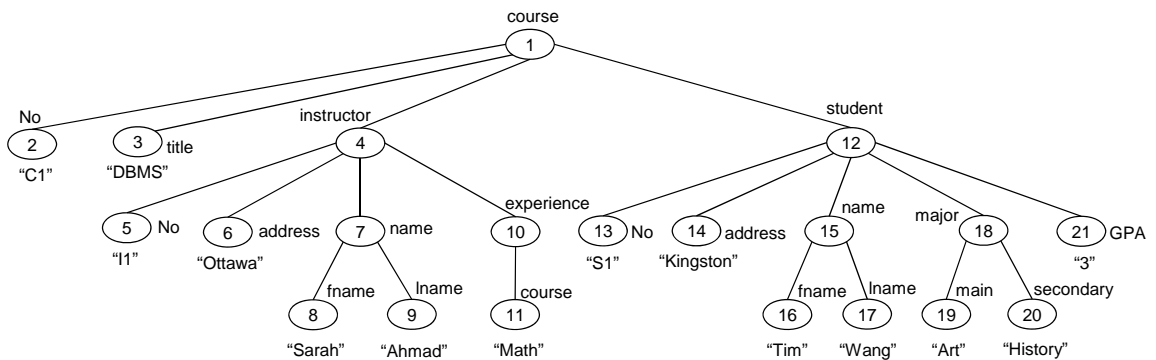 course
1
student
instructor
No
2
3 title
4
12
"C1"
"DBMS"
experience
name
major
5 No
6 address
7 name
10
13 No
14 address
15
18
21 GPA
"I1"
"Ottawa"
"S1"
"Kingston"
"3"
fname
lname
course
fname
lname
main
secondary
8
9
11
16
17
19
20
"Sarah"
"Ahmad"
"Math"
"Tim"
"Wang"
"Art"
"History"